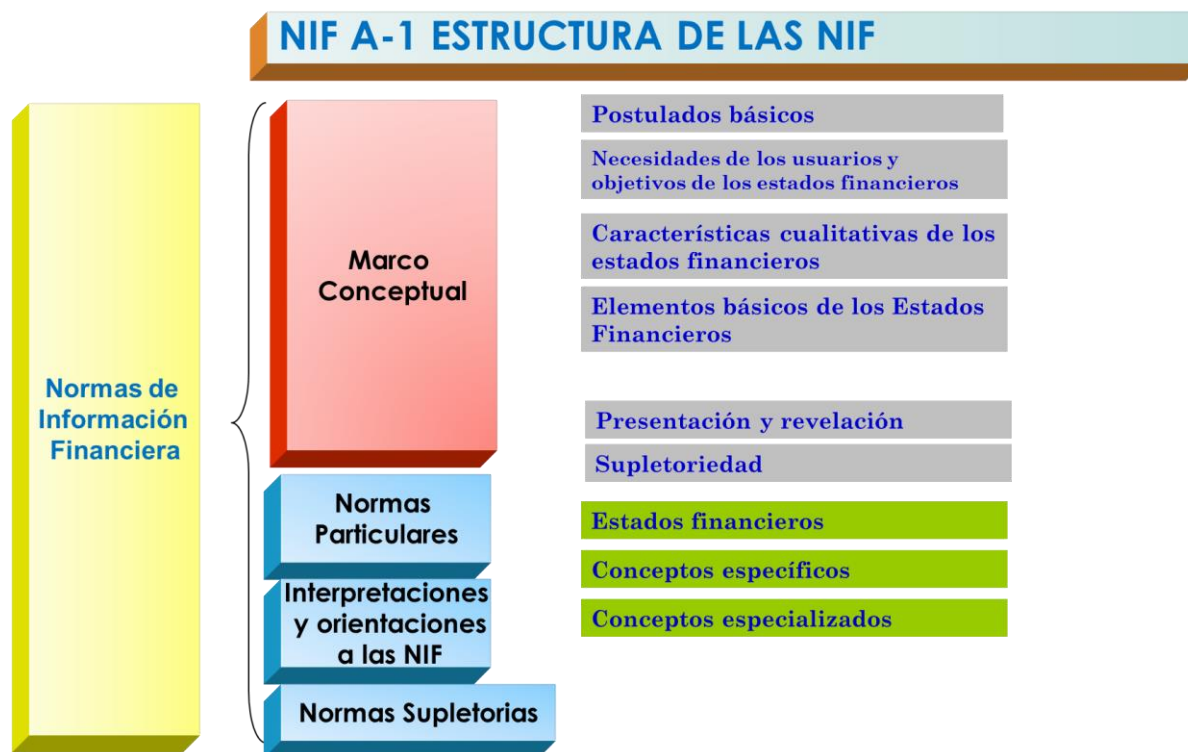 NIF A-1 ESTRUCTURA DE LAS NIF
Normas de
Información
Financiera
Marco
Conceptual
Postulados básicos
Necesidades de los usuarios y
objetivos de los estados financieros
Características cualitativas de los
estados financieros
Elementos básicos de los Estados
Financieros
Presentación y revelación
Supletoriedad
Normas
Particulares
Estados financieros
Conceptos específicos
Conceptos especializados
Interpretaciones
y orientaciones
a las NIF
Normas Supletorias